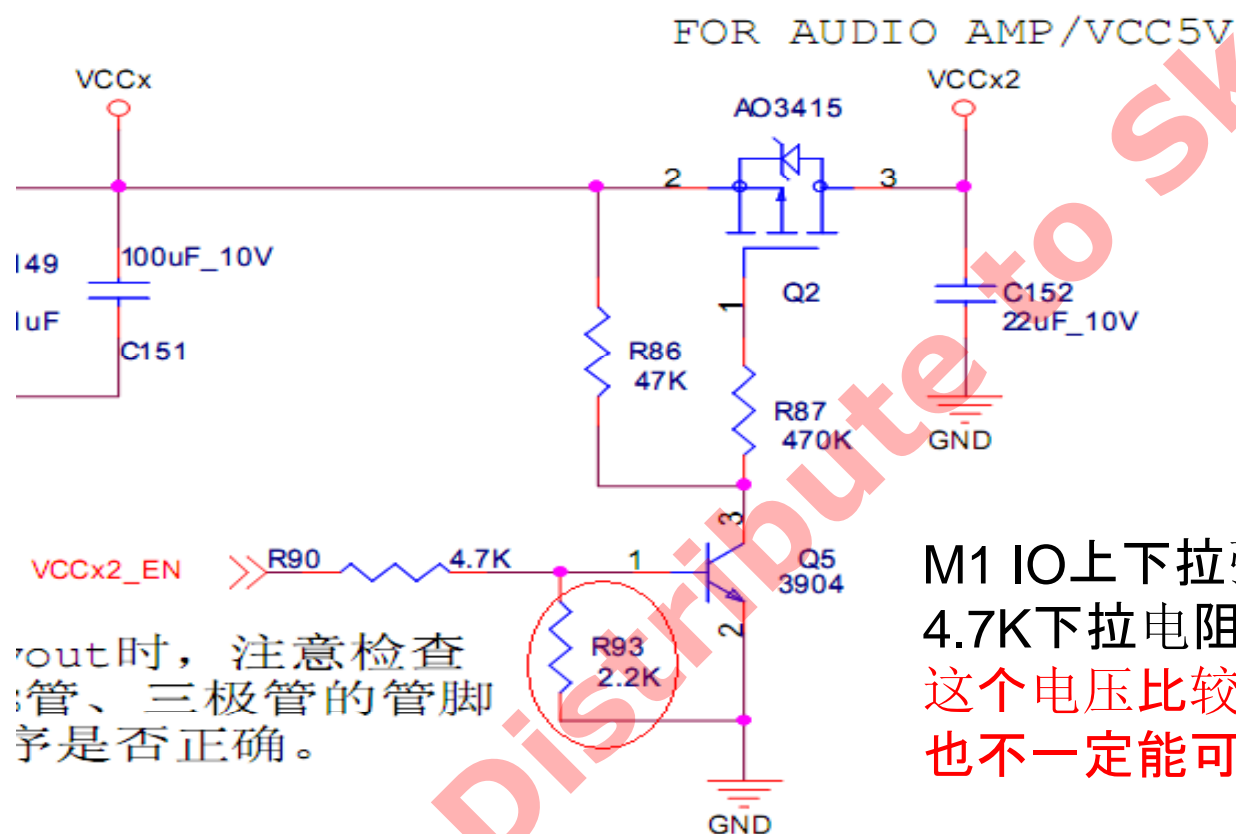 FOR AUDIO AMP/VCC5V
VCCx
VCCx2
AO3415
2
3
149
1uF
100uF_10V
C151
1
Q2
C152
22uF_10V
R86
47K
R87
470K
GND
3
VCCx2_EN
R90
4.7K
1
Q5
3904
2
R93
2.2K
GND
yout时，注意检查
管、三极管的管脚
序是否正确。
M1 IO上下拉
4.7K下拉电阻
这个电压比较
也不一定能可
Distribute to Sk